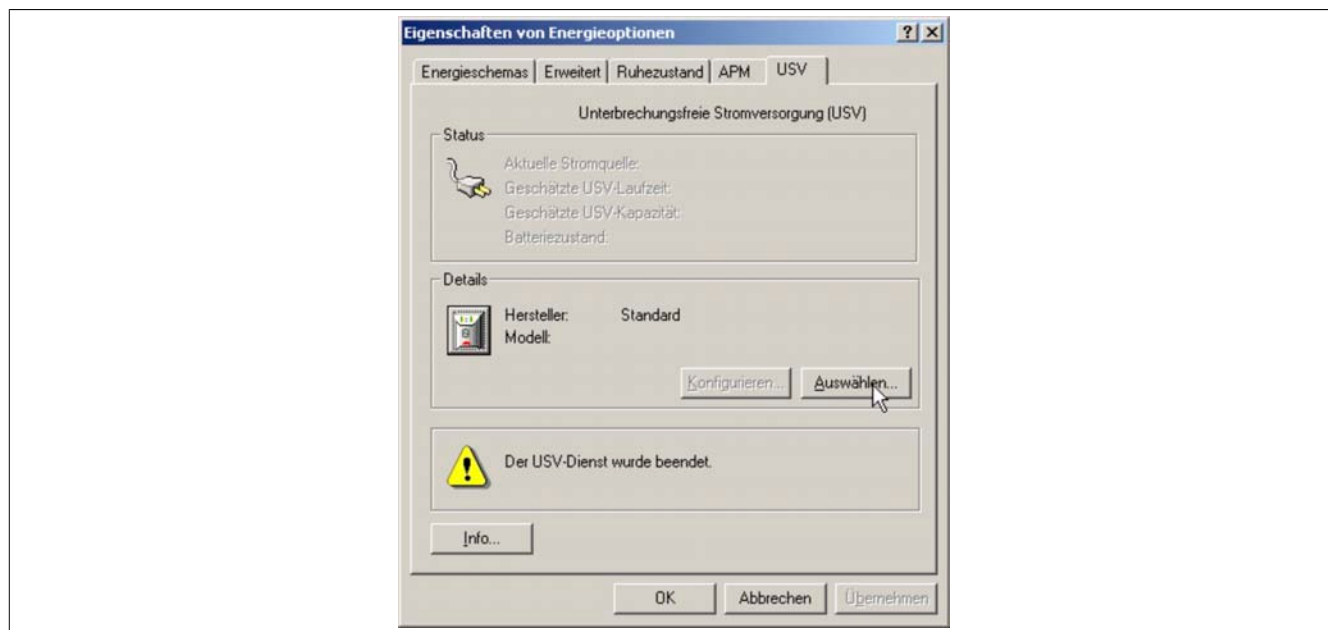 Eigenschaften von Energieoptionen
Energieschemas Erweitert Ruhezustand APM USV
Unterbrechungsfreie Stromversorgung (USV)
Status
Aktuelle Stromquelle:
Geschätzte USV-Laufzeit:
Geschätzte USV-Kapazität:
Batteriezustand:
Details
Hersteller: Standard
Modell:
Konfigurieren... Auswählen...
Der USV-Dienst wurde beendet.
Info...
OK Abbrechen Übernehmen